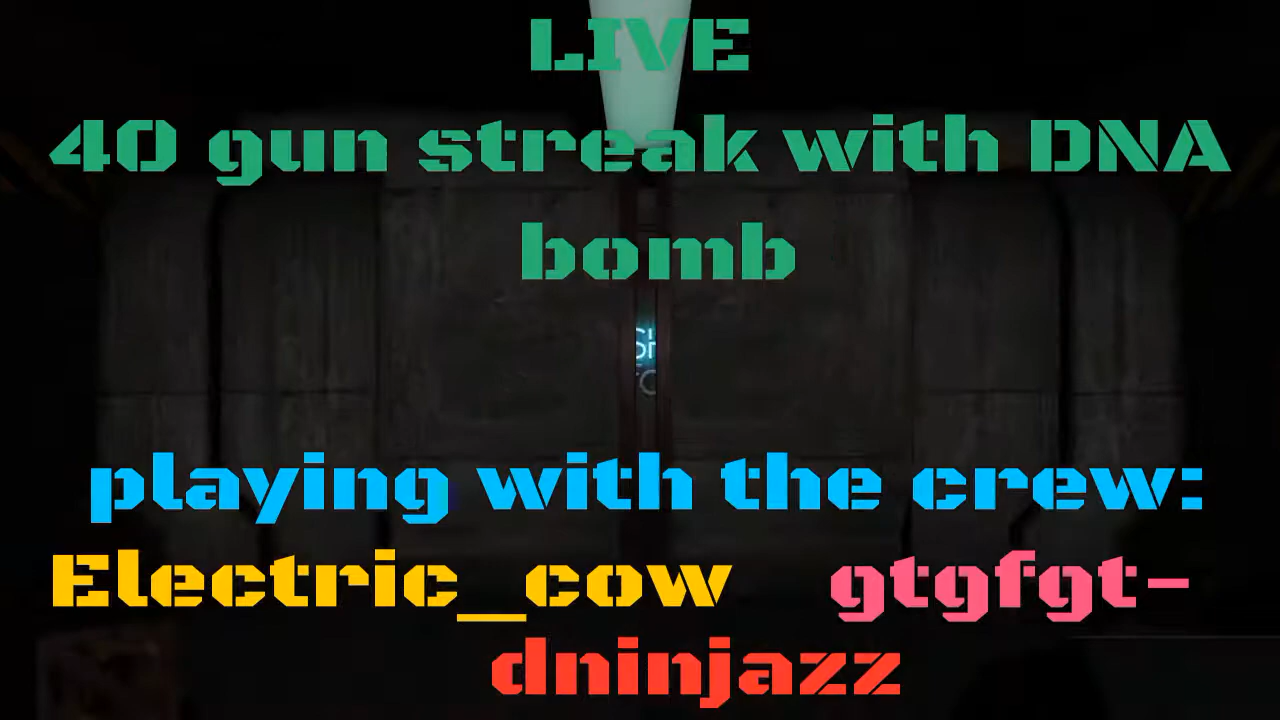 LIVE
40 gun streak with DNA
bomb
playing with the crew:
Electric_cow gtgfgt-
dninjazz